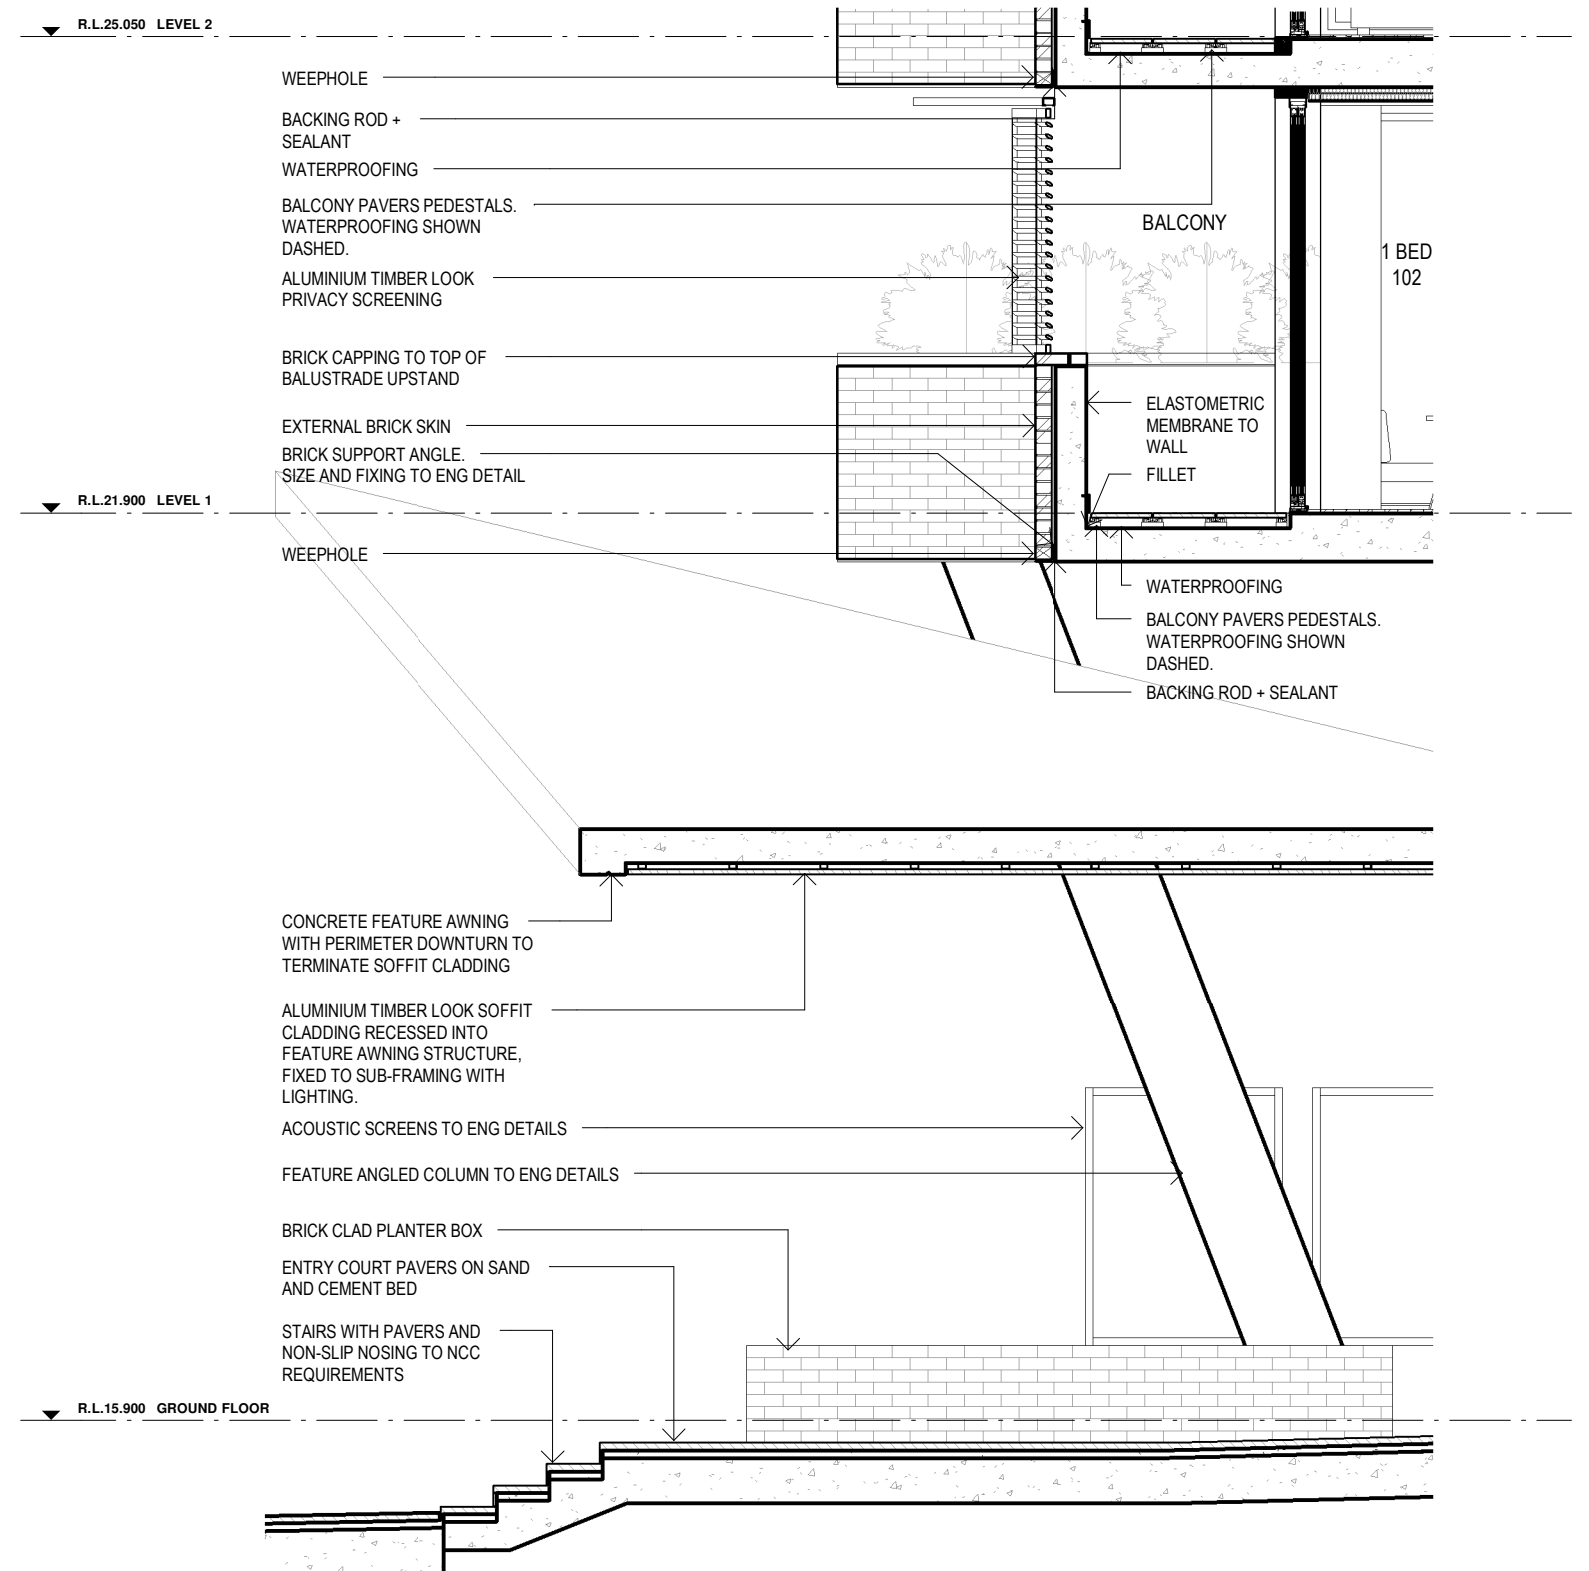 R.L.25.050 LEVEL 2
WEEPHOLE
BACKING ROD +
SEALANT
WATERPROOFING
BALCONY PAVERS PEDESTALS.
WATERPROOFING SHOWN
DASHED.
BALCONY
1 BED
102
ALUMINIUM TIMBER LOOK
PRIVACY SCREENING
BRICK CAPPING TO TOP OF
BALUSTRADE UPSTAND
ELASTOMETRIC
MEMBRANE TO
WALL
EXTERNAL BRICK SKIN
BRICK SUPPORT ANGLE.
SIZE AND FIXING TO ENG DETAIL
FILLET
R.L.21.900 LEVEL 1
WEEPHOLE
WATERPROOFING
BALCONY PAVERS PEDESTALS.
WATERPROOFING SHOWN
DASHED.
BACKING ROD + SEALANT
CONCRETE FEATURE AWNING
WITH PERIMETER DOWNTURN TO
TERMINATE SOFFIT CLADDING
ALUMINIUM TIMBER LOOK SOFFIT
CLADDING RECESSED INTO
FEATURE AWNING STRUCTURE,
FIXED TO SUB-FRAMING WITH
LIGHTING.
ACOUSTIC SCREENS TO ENG DETAILS
FEATURE ANGLED COLUMN TO ENG DETAILS
BRICK CLAD PLANTER BOX
ENTRY COURT PAVERS ON SAND
AND CEMENT BED
STAIRS WITH PAVERS AND
NON-SLIP NOSING TO NCC
REQUIREMENTS
R.L.15.900 GROUND FLOOR